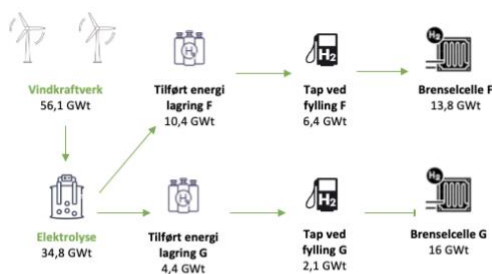 H₂
H₂
Vindkraftverk
56,1 GWt
Tilført energi
lagring F
10,4 GWt
Tap ved
fylling F
6,4 GWt
Brenselcelle F
13,8 GWt
H₂
H₂
Elektrolyse
34,8 GWt
Tilført energi
lagring G
4,4 GWt
Tap ved
fylling G
2,1 GWt
Brenselcelle G
16 GWt